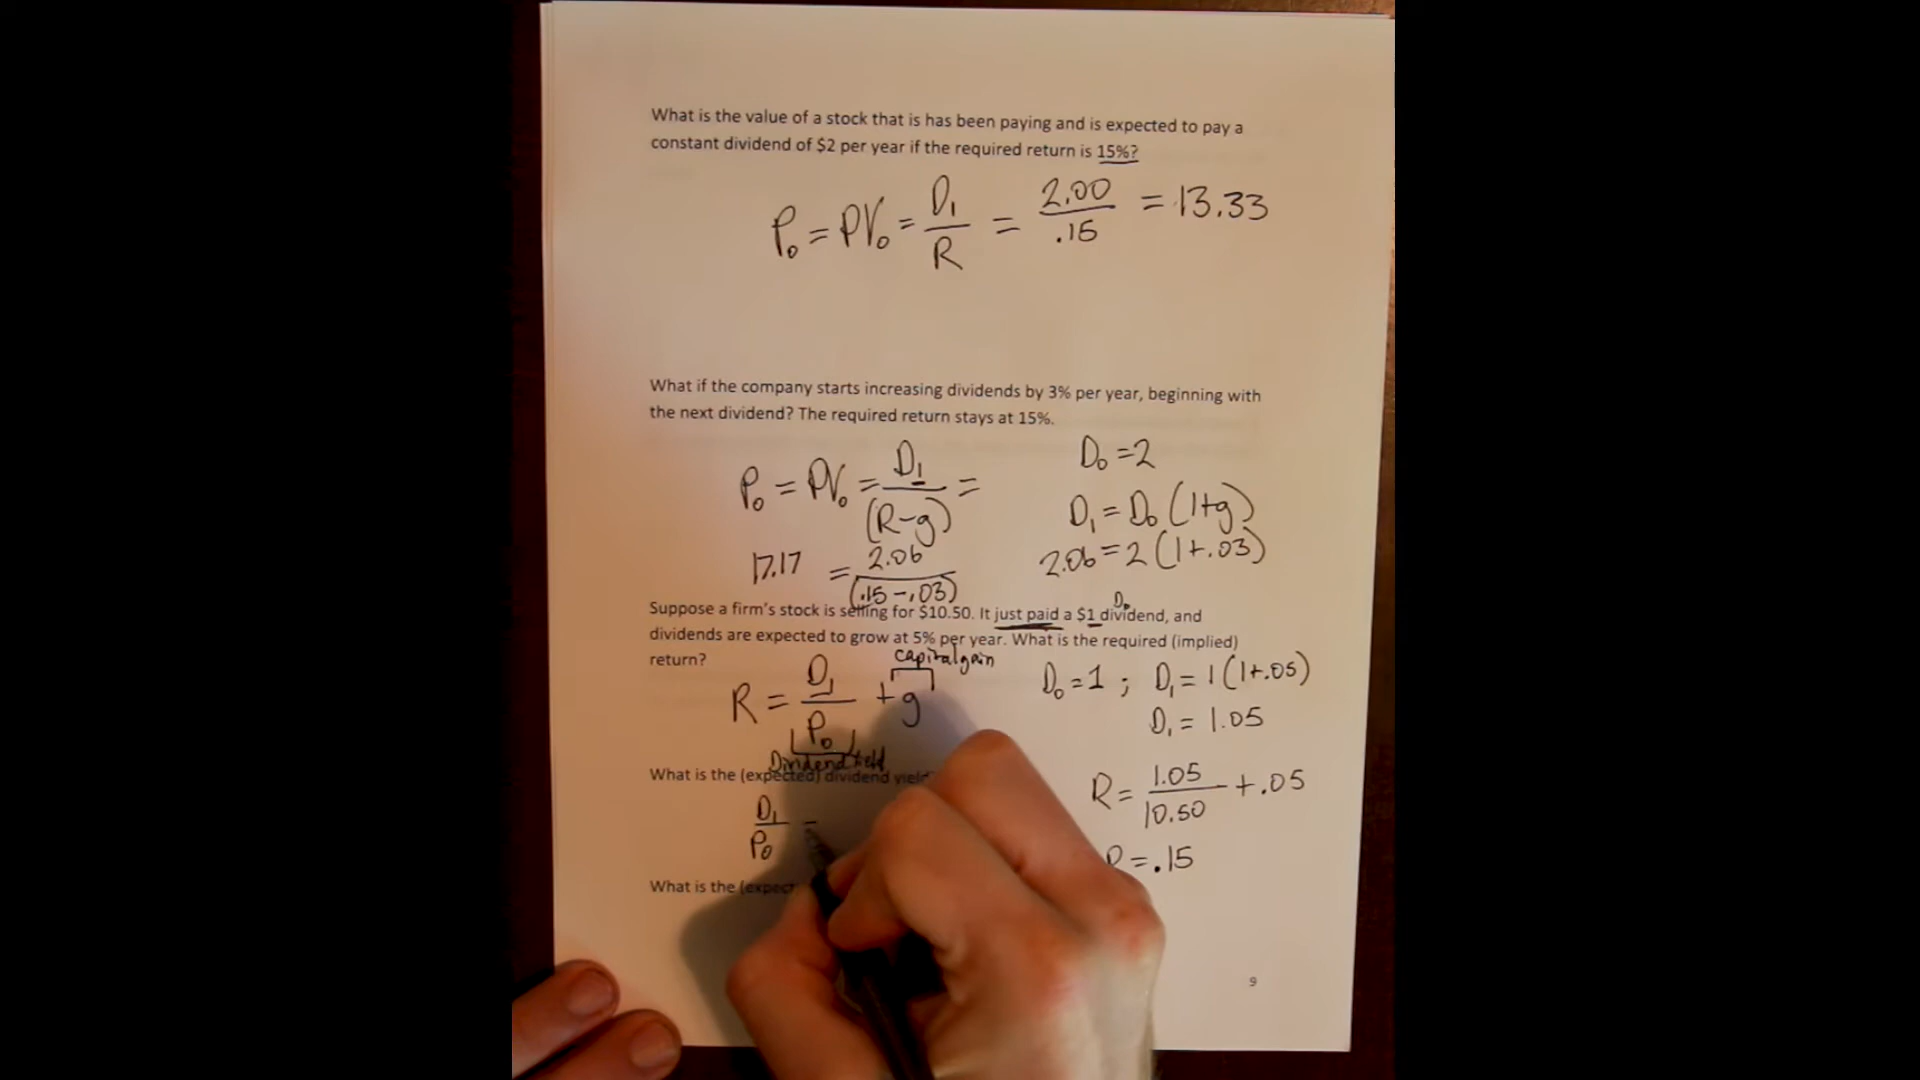 What is the value of a stock that is has been paying and is expected to pay a
constant dividend of $2 per year if the required return is 15%?
P₀ = PV₀ = D₁/R = 2.00/.15 = 13.33
What if the company starts increasing dividends by 3% per year, beginning with
the next dividend? The required return stays at 15%.
D₀ = 2
P₀ = PV₀ = D₁/(R-g) =
D₁ = D₀ (1+g)
2.06 = 2 (1+.03)
17.17 = 2.06/(.15-.03)
D₀
Suppose a firm's stock is selling for $10.50. It just paid a $1 dividend, and
dividends are expected to grow at 5% per year. What is the required (implied)
return?
capital gain
R = D₁/P₀ + g
D₀ = 1 ; D₁ = 1 (1+.05)
D₁ = 1.05
Dividend Yield
What is the (expected) dividend yield
R = 1.05/10.50 + .05
D₁/P₀ =
R = .15
What is the (expect
9